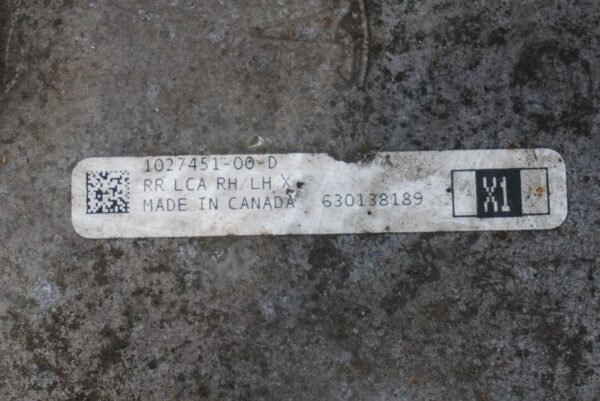 1027451-00-D
RR LCA RH/LH X
MADE IN CANADA 630138189
X1